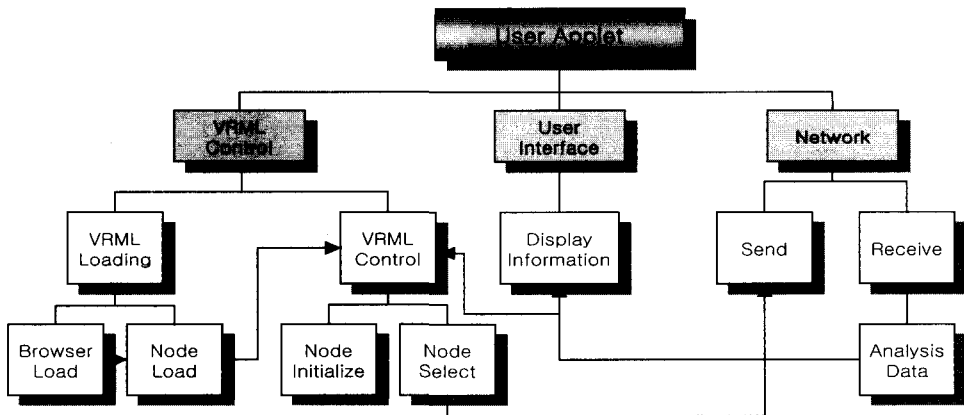 User Applet
VRML
Control
User
Interface
Network
VRML
Loading
VRML
Control
Display
Information
Send
Receive
Browser
Load
Node
Load
Node
Initialize
Node
Select
Analysis
Data